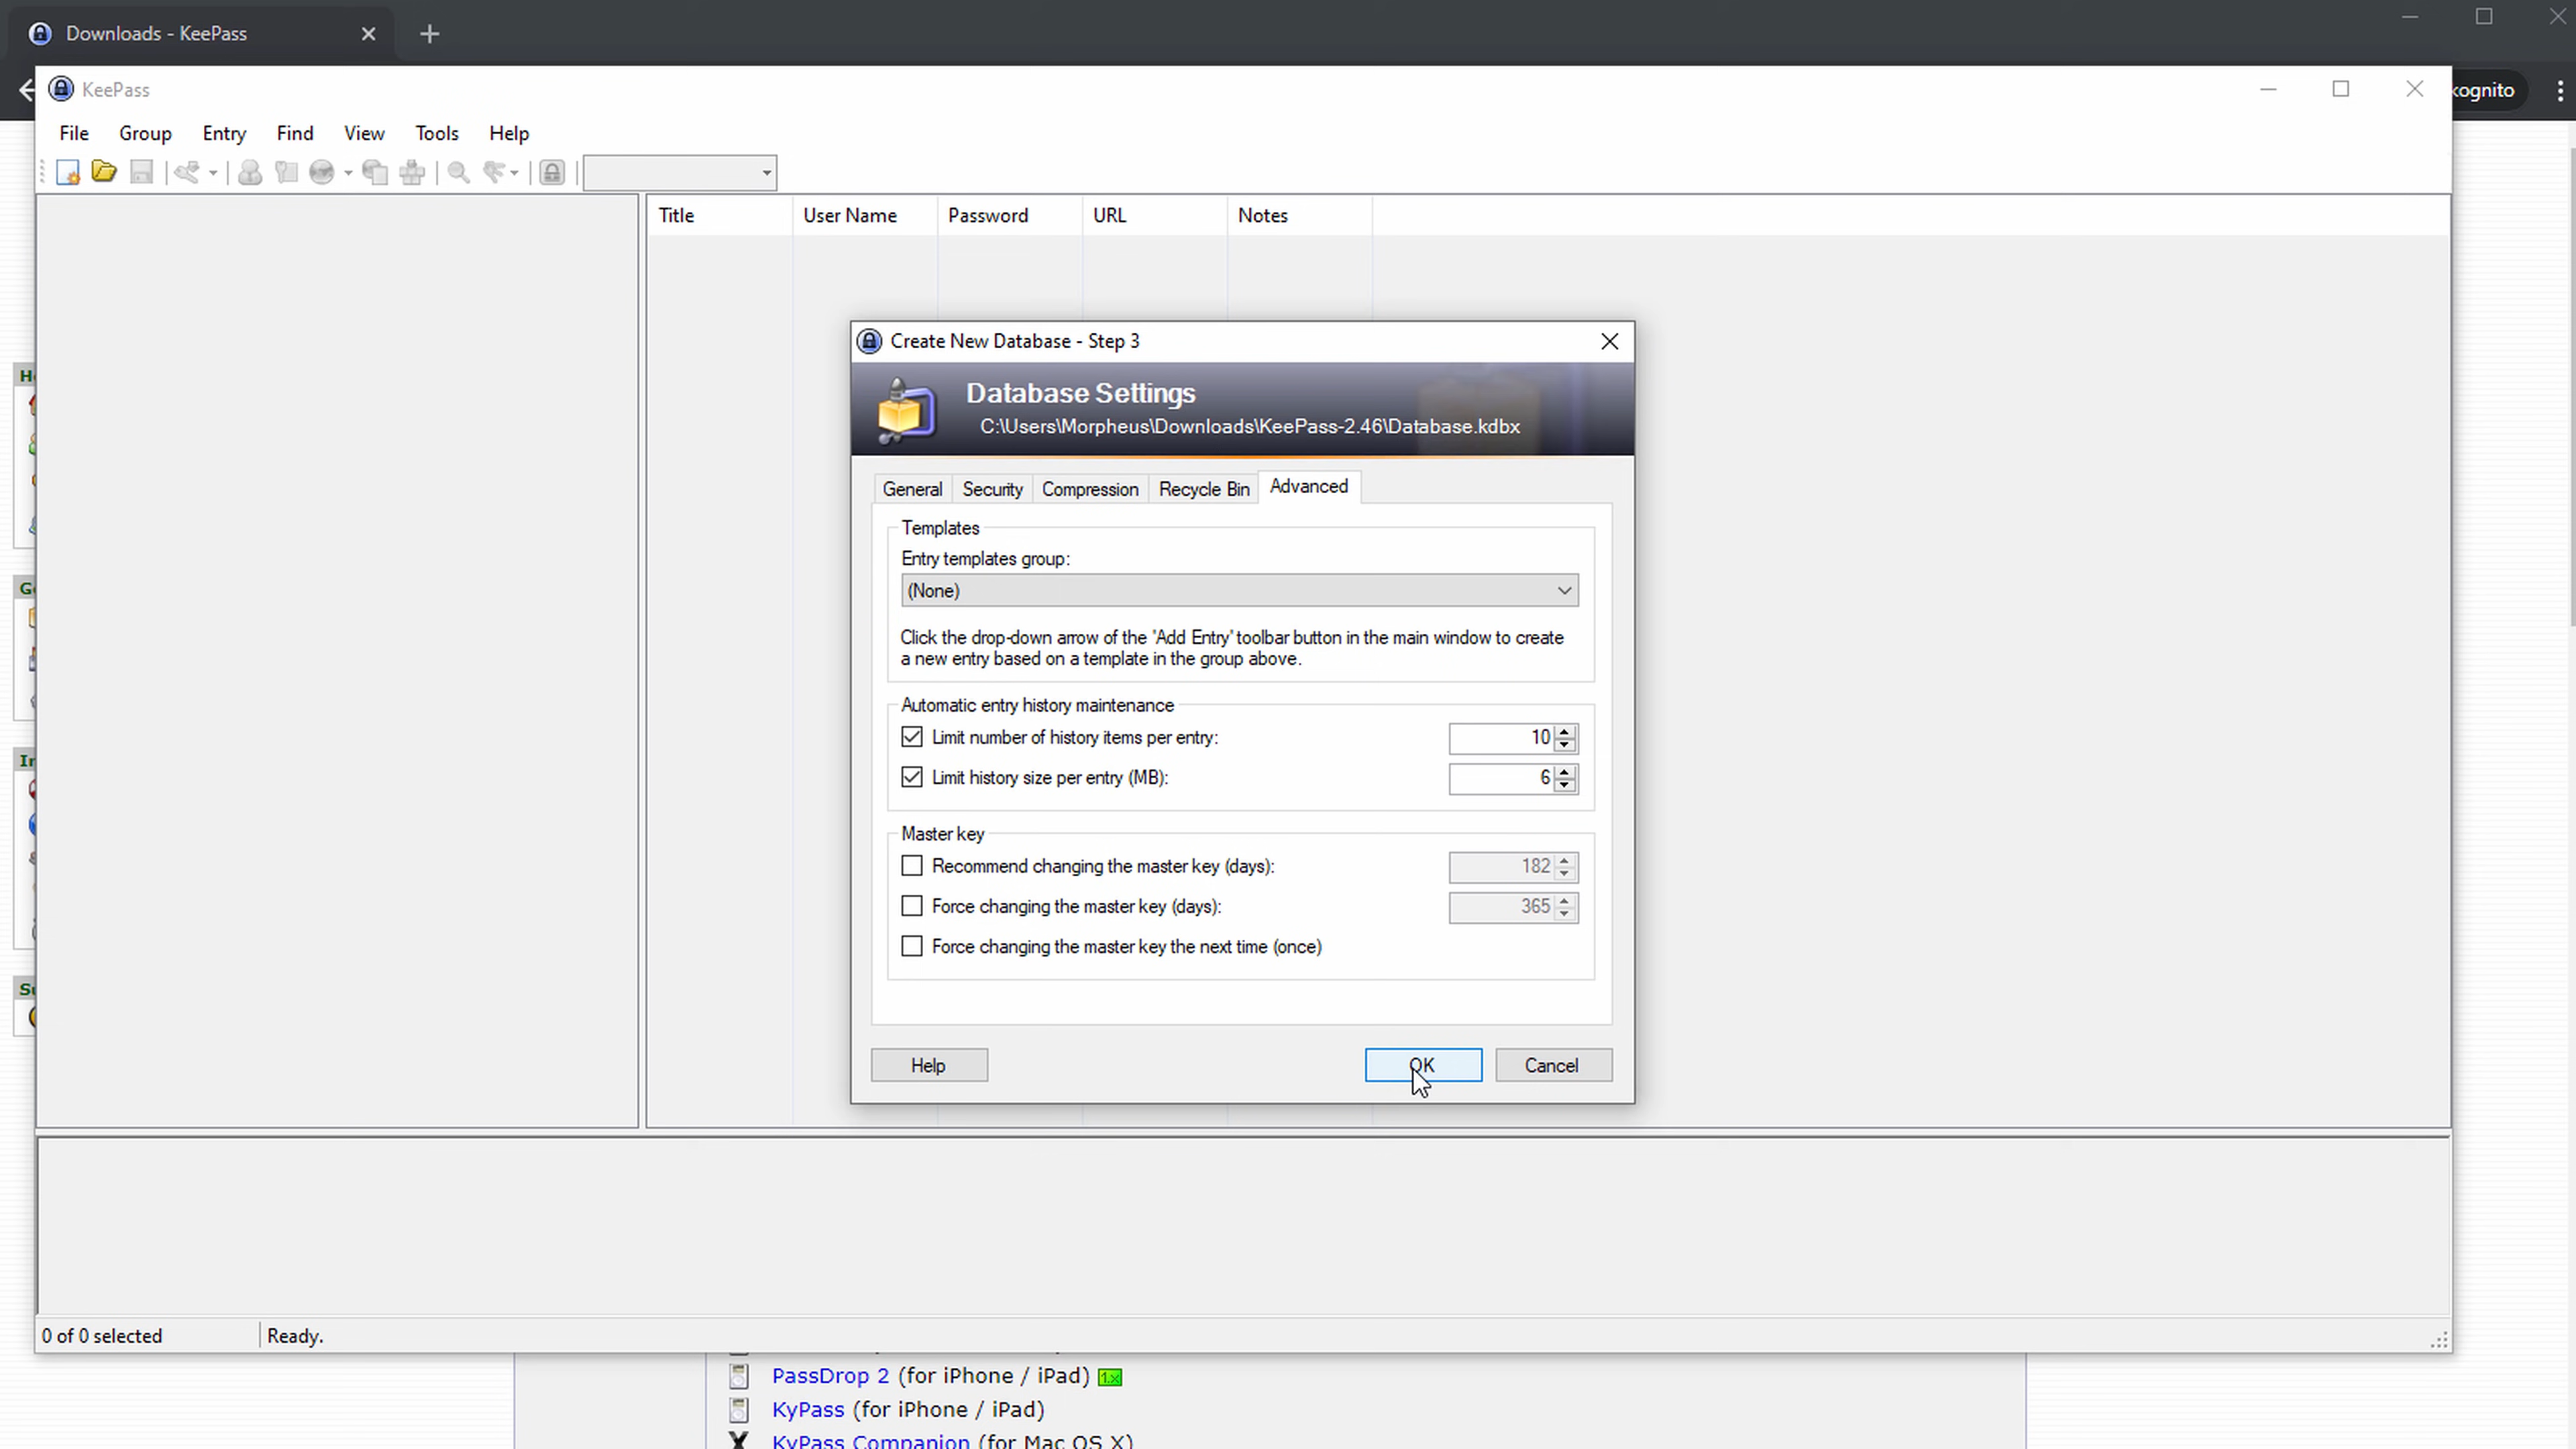 Downloads - KeePass
KeePass
kognito
File Group Entry Find View Tools Help
Title User Name Password URL Notes
Create New Database - Step 3
Database Settings
C:\Users\Morpheus\Downloads\KeePass-2.46\Database.kdbx
General Security Compression Recycle Bin Advanced
Templates
Entry templates group:
(None)
Click the drop-down arrow of the 'Add Entry' toolbar button in the main window to create
a new entry based on a template in the group above.
Automatic entry history maintenance
Limit number of history items per entry: 10
Limit history size per entry (MB): 6
Master key
Recommend changing the master key (days): 182
Force changing the master key (days): 365
Force changing the master key the next time (once)
Help OK Cancel
0 of 0 selected Ready.
PassDrop 2 (for iPhone / iPad) 1.x
KyPass (for iPhone / iPad)
KyPass Companion (for Mac OS X)